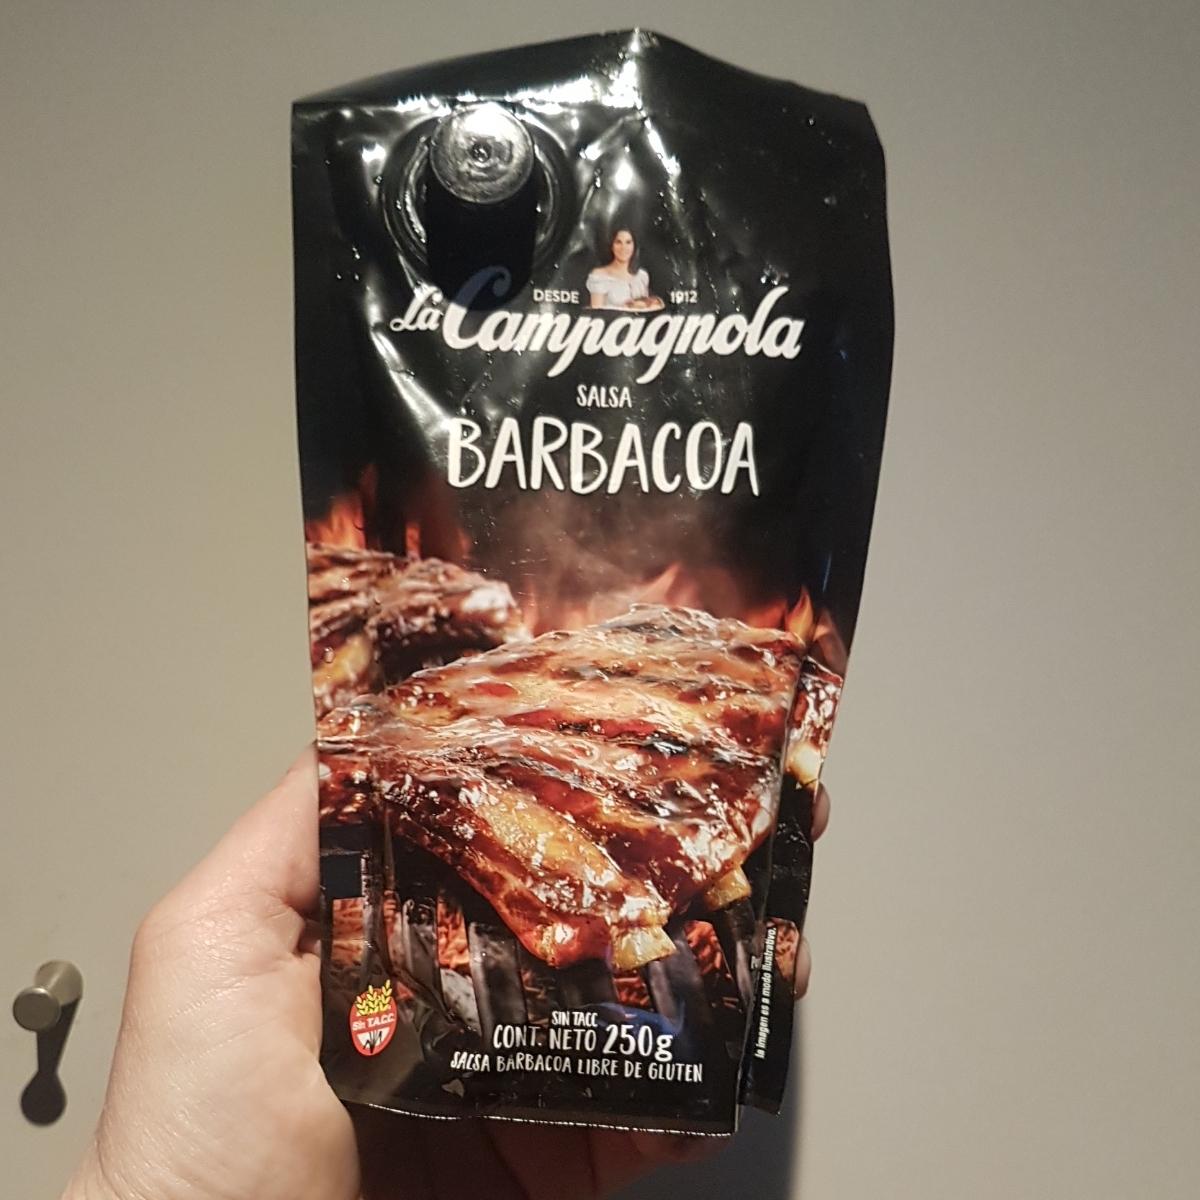 DESDE 1912
La Campagnola
SALSA
BARBACOA
Sin T.A.C.C.
SIN TACC
CONT. NETO 250g
SALSA BARBACOA LIBRE DE GLUTEN
la imagen es a modo ilustrativo.